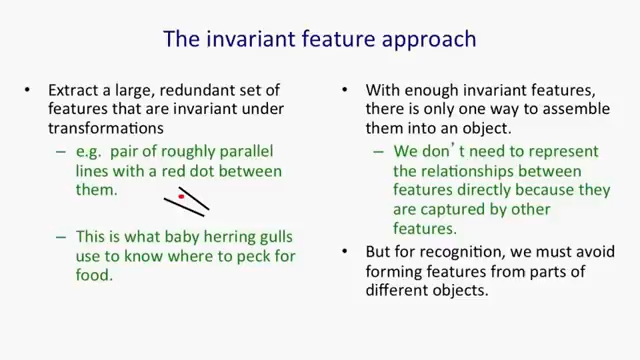 The invariant feature approach
• Extract a large, redundant set of
features that are invariant under
transformations
– e.g. pair of roughly parallel
lines with a red dot between
them.
– This is what baby herring gulls
use to know where to peck for
food.
• With enough invariant features,
there is only one way to assemble
them into an object.
– We don’t need to represent
the relationships between
features directly because they
are captured by other
features.
• But for recognition, we must avoid
forming features from parts of
different objects.